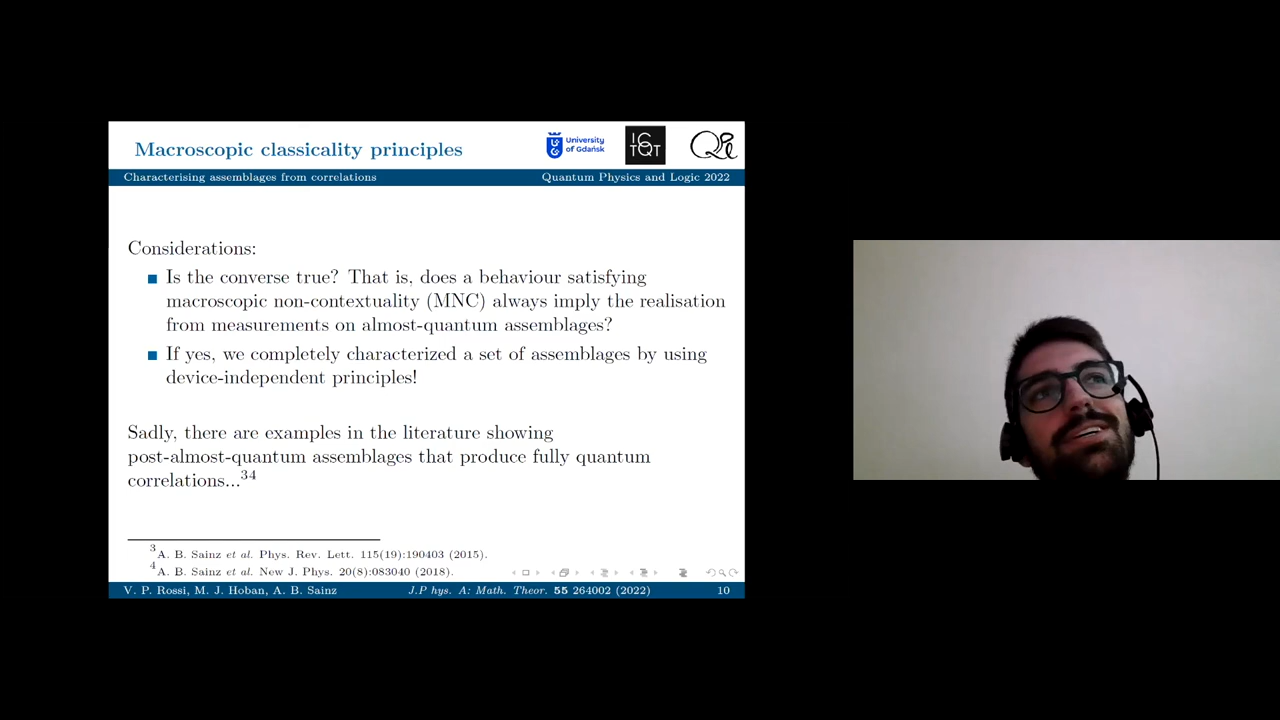 Macroscopic classicality principles
University
of Gdańsk
IC
TQT
Characterising assemblages from correlations
Quantum Physics and Logic 2022
Considerations:
Is the converse true? That is, does a behaviour satisfying
macroscopic non-contextuality (MNC) always imply the realisation
from measurements on almost-quantum assemblages?
If yes, we completely characterized a set of assemblages by using
device-independent principles!
Sadly, there are examples in the literature showing
post-almost-quantum assemblages that produce fully quantum
correlations...34
3A. B. Sainz et al. Phys. Rev. Lett. 115(19):190403 (2015).
4A. B. Sainz et al. New J. Phys. 20(8):083040 (2018).
V. P. Rossi, M. J. Hoban, A. B. Sainz
J.P hys. A: Math. Theor. 55 264002 (2022)
10